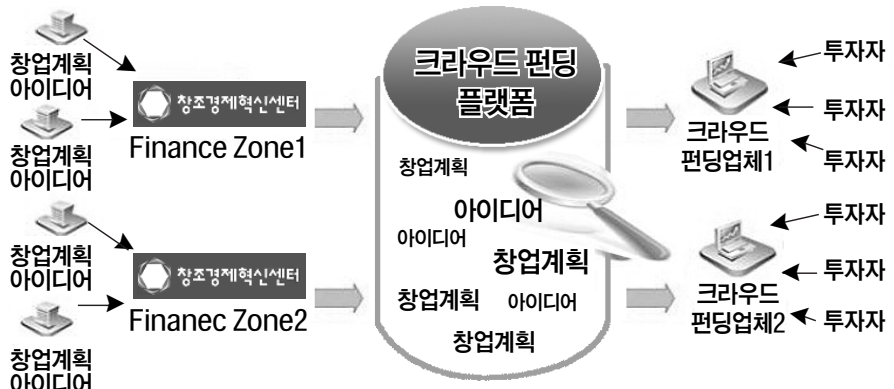 창업계획
아이디어
창업계획
아이디어
창조경제혁신센터
Finance Zone1
창업계획
아이디어
창업계획
아이디어
창조경제혁신센터
Finanec Zone2
크라우드 펀딩
플랫폼
창업계획
아이디어
아이디어
창업계획
창업계획
아이디어
창업계획
크라우드
펀딩업체1
투자자
투자자
투자자
크라우드
펀딩업체2
투자자
투자자
투자자